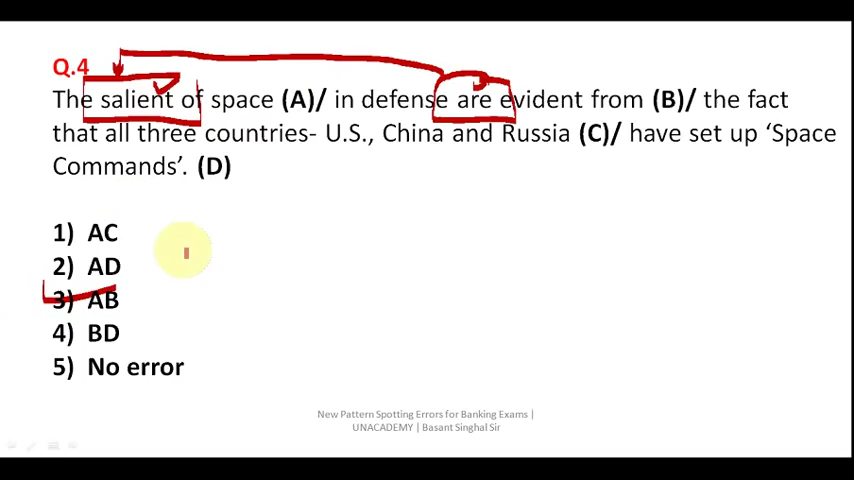 Q.4
The salient of space (A)/ in defense are evident from (B)/ the fact
that all three countries- U.S., China and Russia (C)/ have set up ‘Space
Commands’. (D)
1) AC
2) AD
3) AB
4) BD
5) No error
New Pattern Spotting Errors for Banking Exams |
UNACADEMY | Basant Singhal Sir